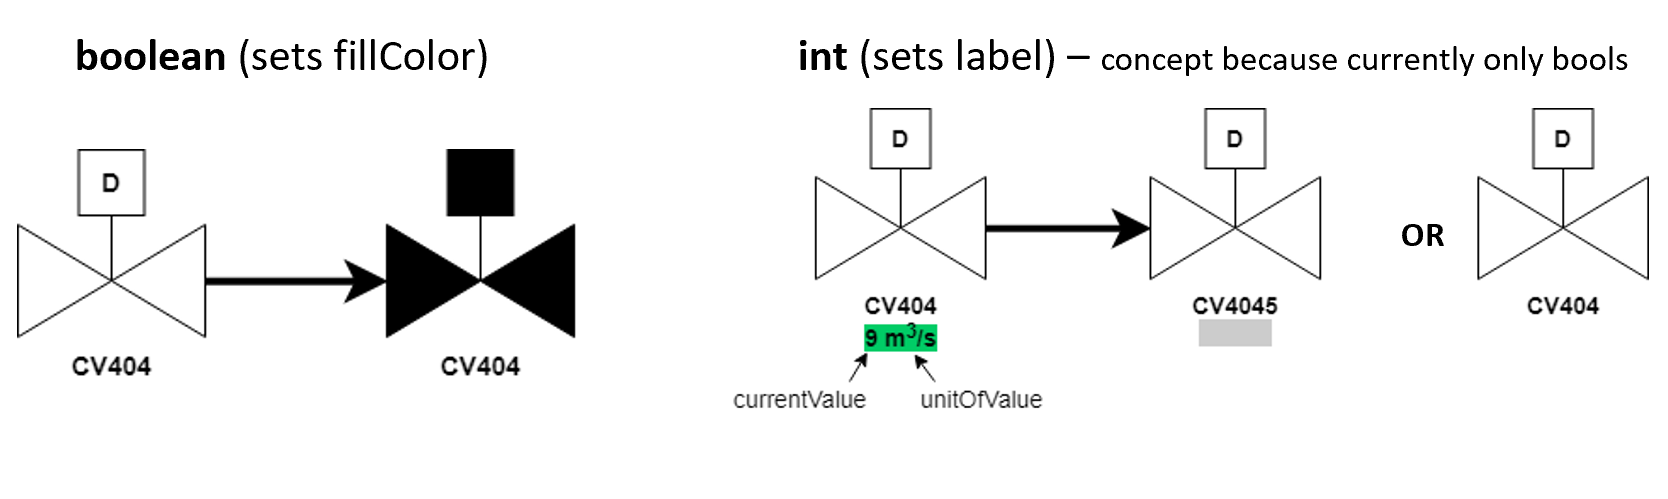 boolean (sets fillColor)
D
CV404
CV404
int (sets label) – concept because currently only bools
D
CV404
9 m³/s
currentValue
unitOfValue
D
CV4045
OR
D
CV404